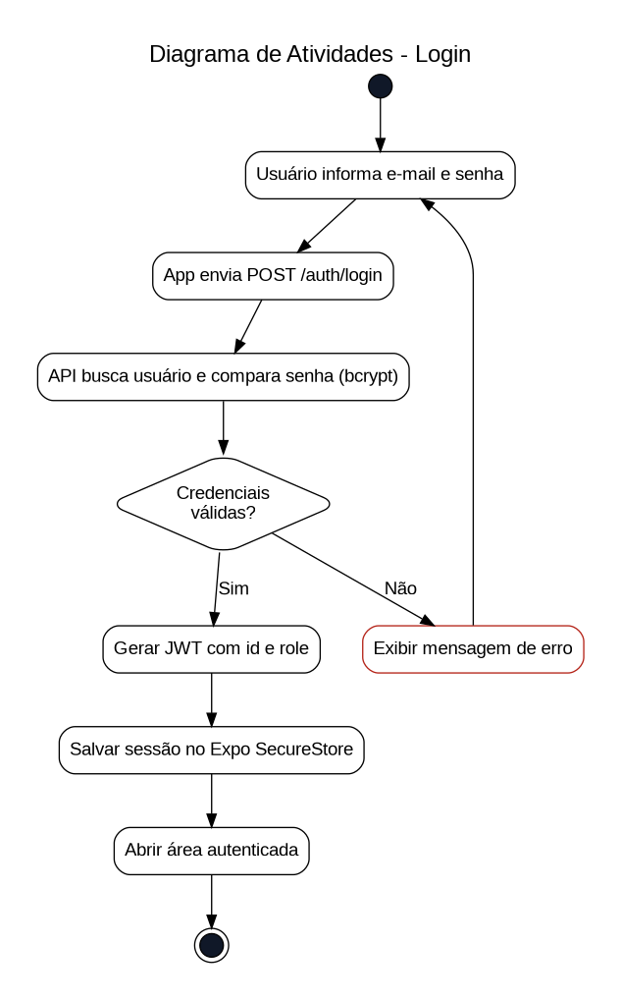 Diagrama de Atividades - Login
Usuário informa e-mail e senha
App envia POST /auth/login
API busca usuário e compara senha (bcrypt)
Credenciais
válidas?
Sim
Não
Gerar JWT com id e role
Exibir mensagem de erro
Salvar sessão no Expo SecureStore
Abrir área autenticada